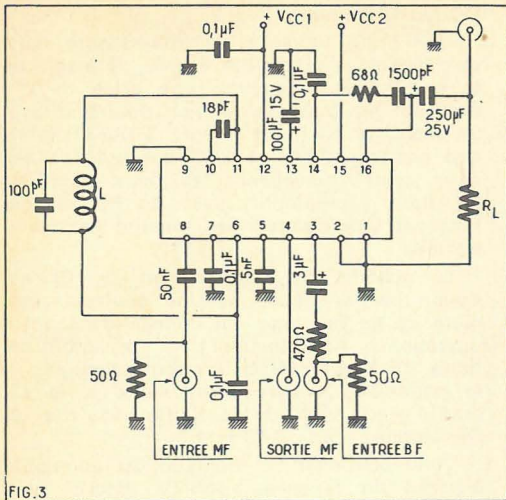 + VCC1
+ VCC2
0,1µF
68Ω
1500pF
+
250µF
25V
18pF
100µF
15V
+
0,1µF
100pF
L
RL
9 10 11 12 13 14 15 16
8 7 6 5 4 3 2 1
50nF
0,1µF
5nF
3µF
+
470Ω
50Ω
0,1µF
50Ω
ENTREE MF
SORTIE MF
ENTREE BF
FIG.3